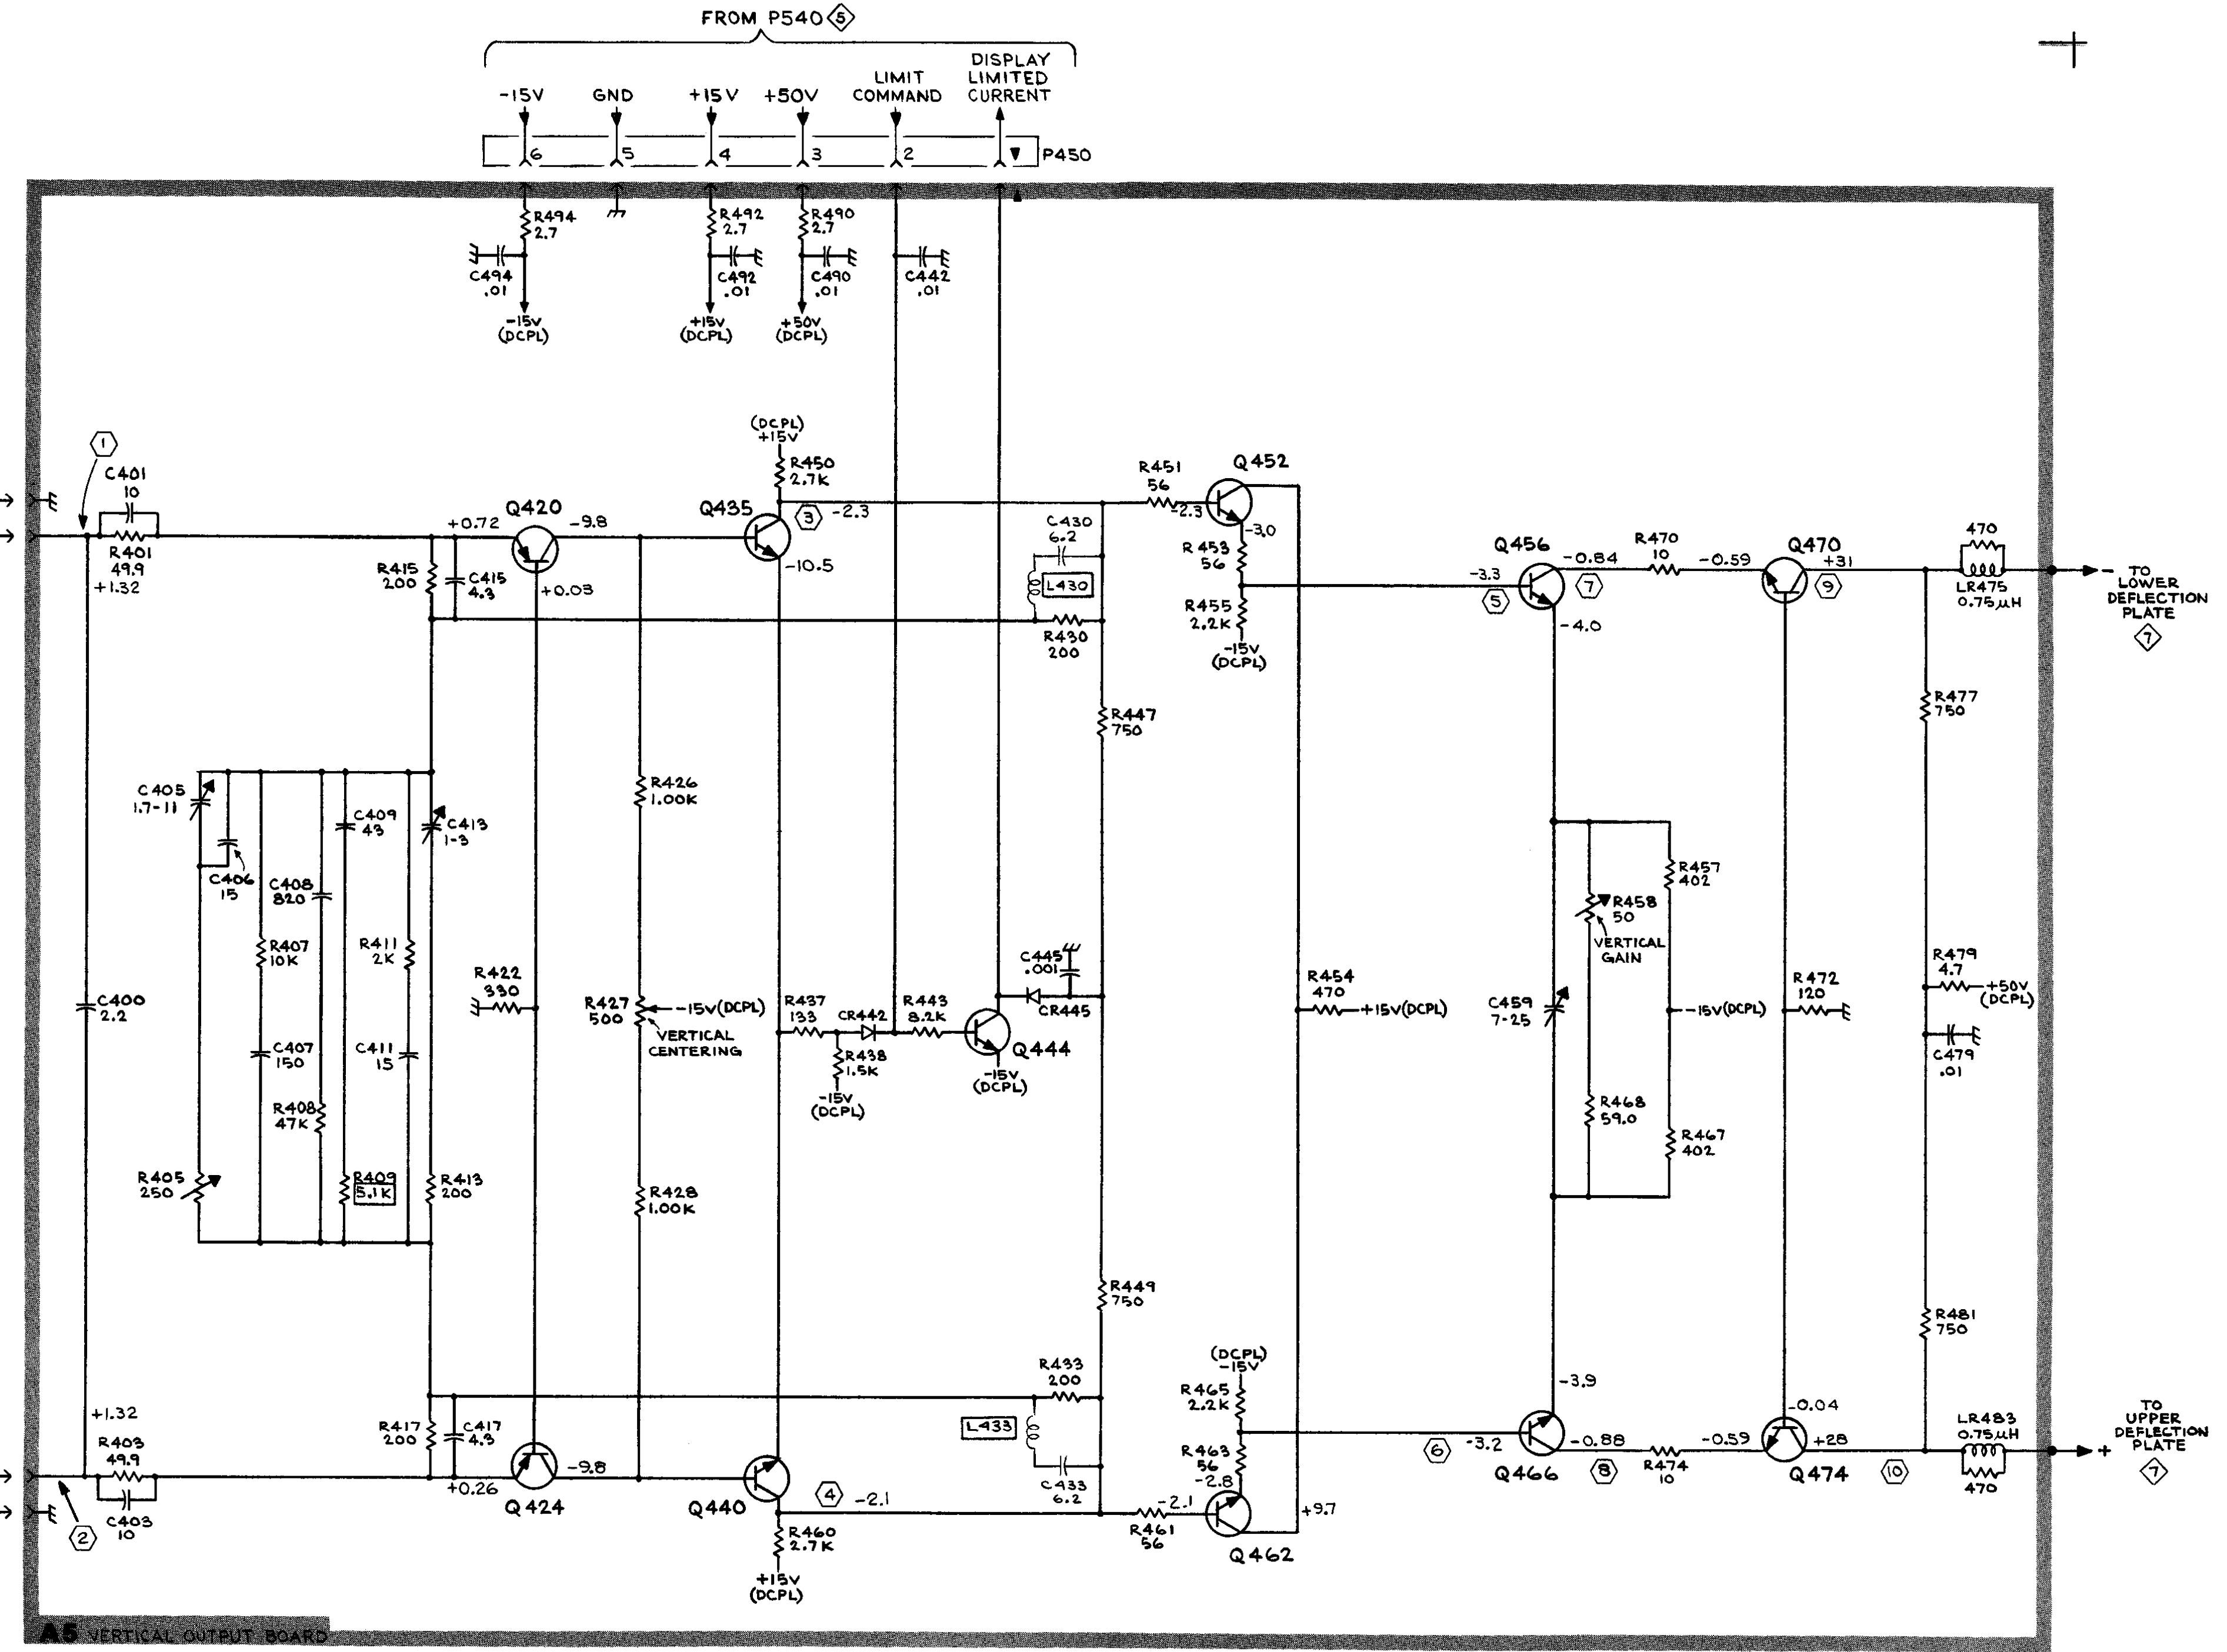 FROM P540 5
-15V
GND
+15V
+50V
LIMIT
COMMAND
DISPLAY
LIMITED
CURRENT
6
5
4
3
2
P450
R494
2.7
C494
.01
-15V
(DCPL)
R492
2.7
C492
.01
+15V
(DCPL)
R490
2.7
C490
.01
+50V
(DCPL)
C442
.01
1
C401
10
R401
49.9
+1.32
+0.72
R415
200
C415
4.3
Q420
-9.8
+0.03
(DCPL)
+15V
R450
2.7K
Q435
3
-2.3
-10.5
C430
6.2
L430
R430
200
R451
56
-2.3
Q452
-3.0
R453
56
R455
2.2K
-15V
(DCPL)
-3.3
5
Q456
-0.84
7
-4.0
R470
10
-0.59
Q470
+31
9
470
LR475
0.75µH
-
TO
LOWER
DEFLECTION
PLATE
7
R447
750
R477
750
C405
1.7-11
C406
15
C408
820
C409
43
C413
1-3
R407
10K
R411
2K
C407
150
C411
15
R408
47K
R405
250
R409
5.1K
R413
200
C400
2.2
R422
330
R426
1.00K
R427
500
-15V(DCPL)
VERTICAL
CENTERING
R428
1.00K
R437
133
CR442
R438
1.5K
-15V
(DCPL)
R443
8.2K
Q444
-15V
(DCPL)
C445
.001
CR445
R454
470
+15V(DCPL)
C459
7-25
R458
50
VERTICAL
GAIN
R457
402
-15V(DCPL)
R468
59.0
R467
402
R472
120
R479
4.7
+50V
(DCPL)
C479
.01
R449
750
R481
750
+1.32
R403
49.9
C403
10
2
R417
200
C417
4.3
+0.26
Q424
-9.8
Q440
4
-2.1
R460
2.7K
+15V
(DCPL)
R433
200
L433
C433
6.2
R461
56
-2.1
(DCPL)
-15V
R465
2.2K
R463
56
-2.8
Q462
+9.7
6
-3.2
-3.9
Q466
-0.88
8
R474
10
-0.59
-0.04
Q474
+28
10
LR483
0.75µH
470
+
TO
UPPER
DEFLECTION
PLATE
7
A5 VERTICAL OUTPUT BOARD